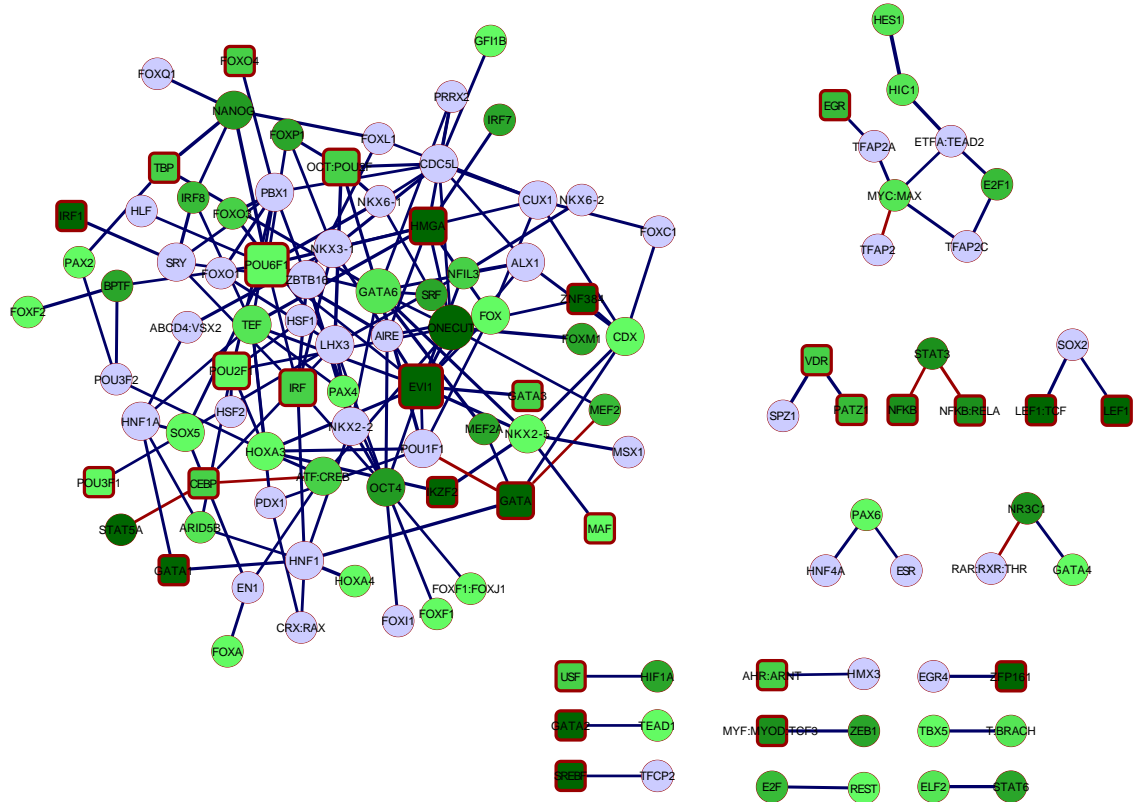 HES1
GFI1B
FOXO4
FOXQ1
HIC1
PRRX2
NANOG
EGR
IRF7
FOXP1
FOXL1
TFAP2A
ETFA:TEAD2
TBP
OCT:POU2F
CDC5L
E2F1
IRF8
PBX1
MYC:MAX
HLF
FOXO3
NKX6-1
CUX1
NKX6-2
IRF1
HMGA
FOXC1
TFAP2
TFAP2C
PAX2
SRY
FOXO1
POU6F1
NKX3-1
ALX1
BPTF
ZBTB16
GATA6
NFIL3
SRF
ZNF384
FOXF2
ABCD4:VSX2
TEF
HSF1
AIRE
ONECUT
FOX
FOXM1
CDX
LHX3
SOX2
VDR
STAT3
POU3F2
POU2F
IRF
PAX4
EVI1
GATA3
MEF2
SPZ1
PATZ1
NFKB
NFKB:RELA
LEF1:TCF
LEF1
HNF1A
HSF2
NKX2-2
MEF2A
NKX2-5
SOX5
HOXA3
POU1F1
MSX1
POU3F1
CEBP
ATF:CREB
OCT4
KZF2
GATA
PDX1
STAT5A
ARID5B
MAF
PAX6
NR3C1
GATA1
HNF1
HNF4A
ESR
RAR:RXR:THR
GATA4
EN1
HOXA4
FOXF1:FOXJ1
CRX:RAX
FOXI1
FOXF1
FOXA
USF
HIF1A
AHR:ARNT
HMX3
EGR4
ZFP161
GATA2
TEAD1
MYF:MYOD:TCF3
ZEB1
TBX5
T:BRACH
SREBF
TFCP2
E2F
REST
ELF2
STAT6